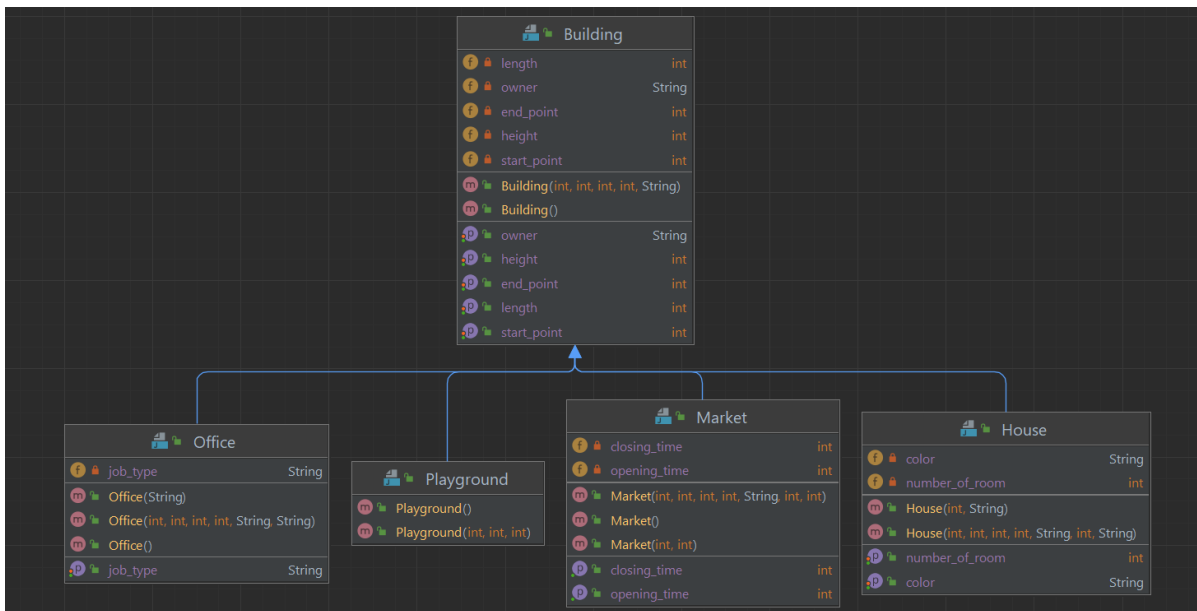 Building
length int
owner String
end_point int
height int
start_point int
Building(int, int, int, int, String)
Building()
owner String
height int
end_point int
length int
start_point int
Office
job_type String
Office(String)
Office(int, int, int, int, String, String)
Office()
job_type String
Playground
Playground()
Playground(int, int, int)
Market
closing_time int
opening_time int
Market(int, int, int, int, String, int, int)
Market()
Market(int, int)
closing_time int
opening_time int
House
color String
number_of_room int
House(int, String)
House(int, int, int, int, String, int, String)
number_of_room int
color String